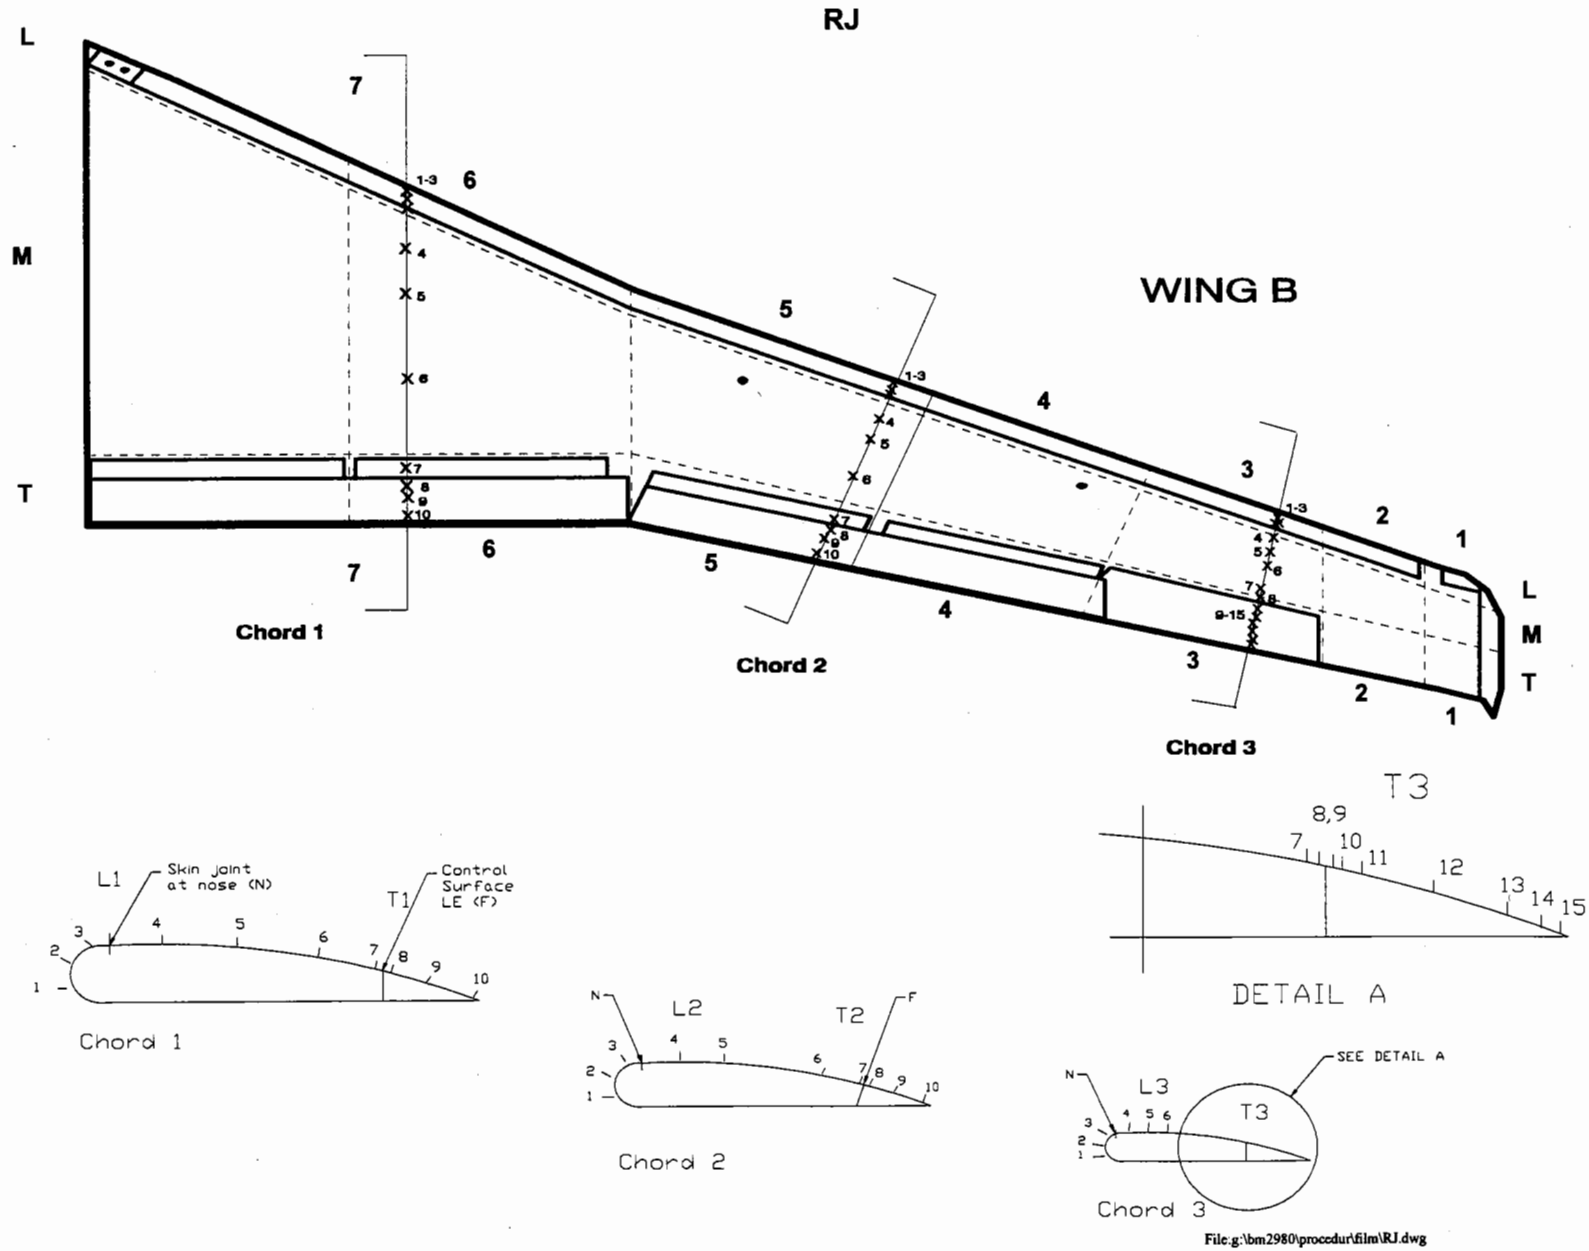 RJ
L
7
1-3
6
4
M
5
WING B
5
1-3
4
6
4
5
3
6
7
T
8
9
10
7
8
9
10
1-3
2
4
5
6
1
7
8
9-15
L
M
T
6
7
5
4
3
2
1
Chord 1
Chord 2
Chord 3
T3
8,9
7
10
11
12
13
14
15
DETAIL A
L1
Skin joint
at nose (N)
T1
Control
Surface
LE (F)
1
2
3
4
5
6
7
8
9
10
Chord 1
N
L2
T2
F
1
2
3
4
5
6
7
8
9
10
Chord 2
SEE DETAIL A
N
L3
T3
1
2
3
4
5
6
Chord 3
File:g:\bm2980\procedur\film\RJ.dwg